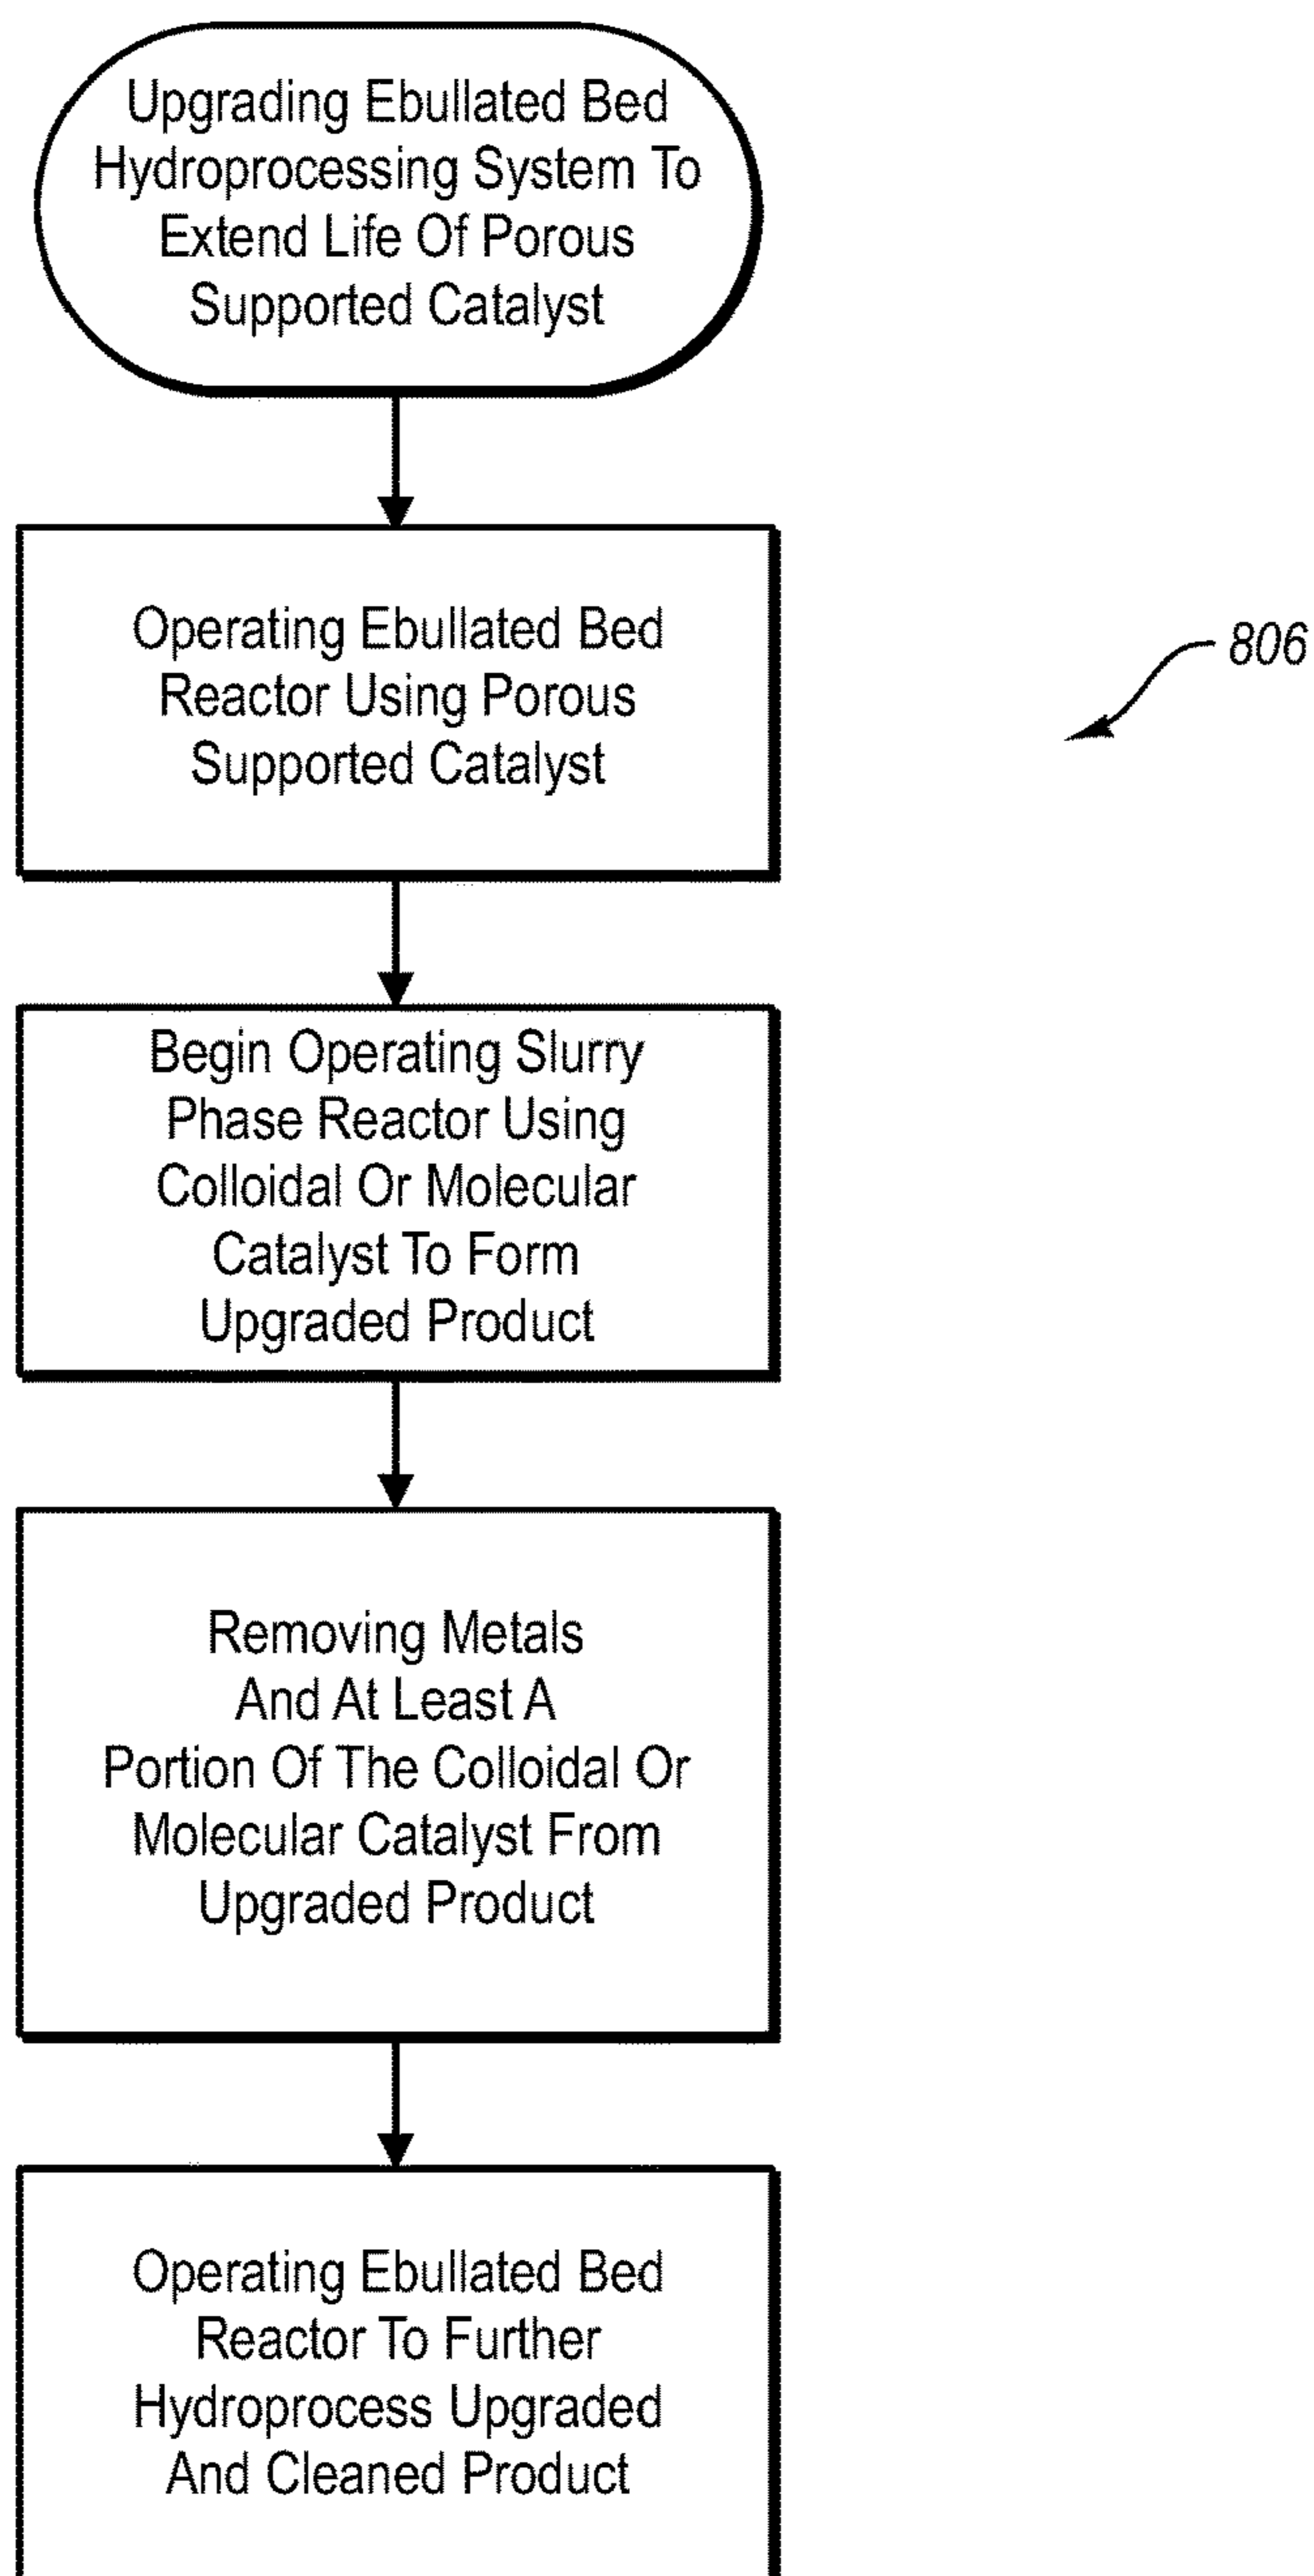 Upgrading Ebullated Bed
Hydroprocessing System To
Extend Life Of Porous
Supported Catalyst
Operating Ebullated Bed
Reactor Using Porous
Supported Catalyst
806
Begin Operating Slurry
Phase Reactor Using
Colloidal Or Molecular
Catalyst To Form
Upgraded Product
Removing Metals
And At Least A
Portion Of The Colloidal Or
Molecular Catalyst From
Upgraded Product
Operating Ebullated Bed
Reactor To Further
Hydroprocess Upgraded
And Cleaned Product